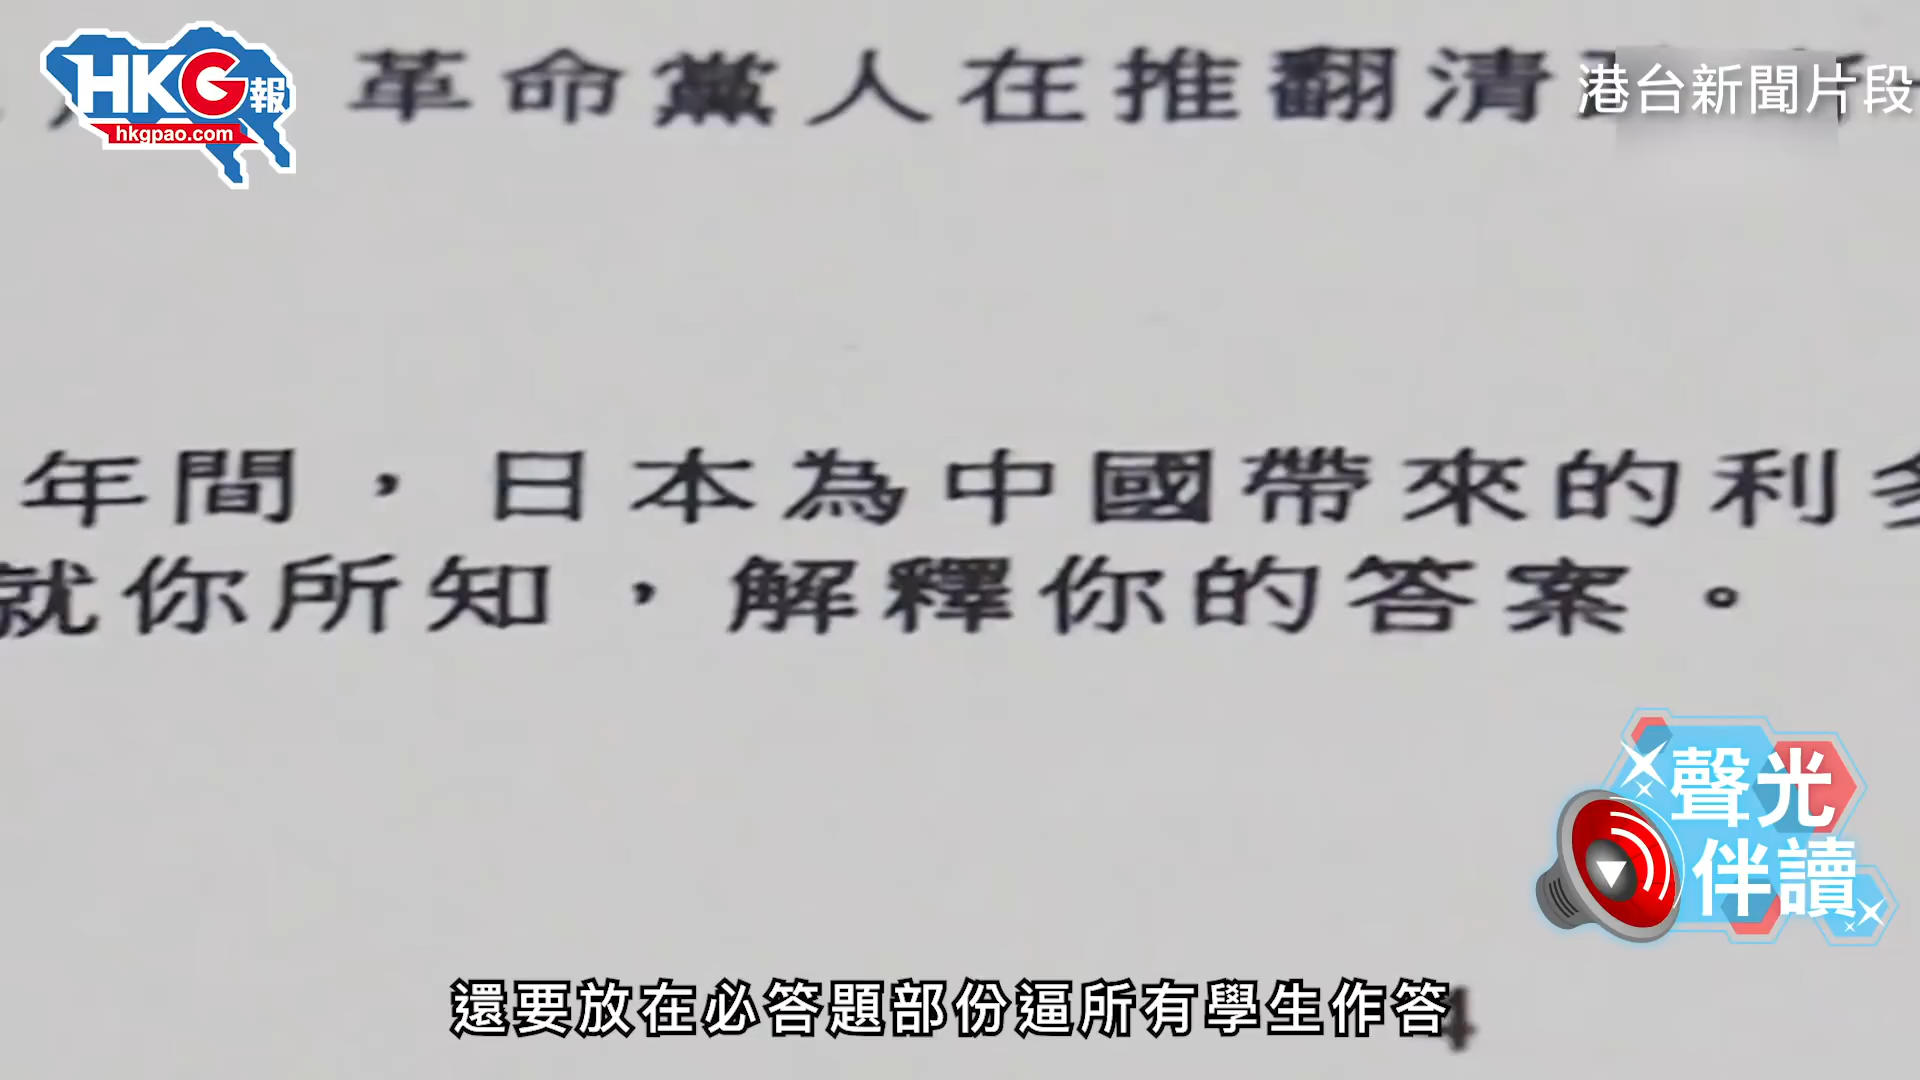 HKG報
hkgpao.com
港台新聞片段
革命黨人在推翻清
年間，日本為中國帶來的利多
就你所知，解釋你的答案。
聲光
伴讀
還要放在必答題部份逼所有學生作答
4